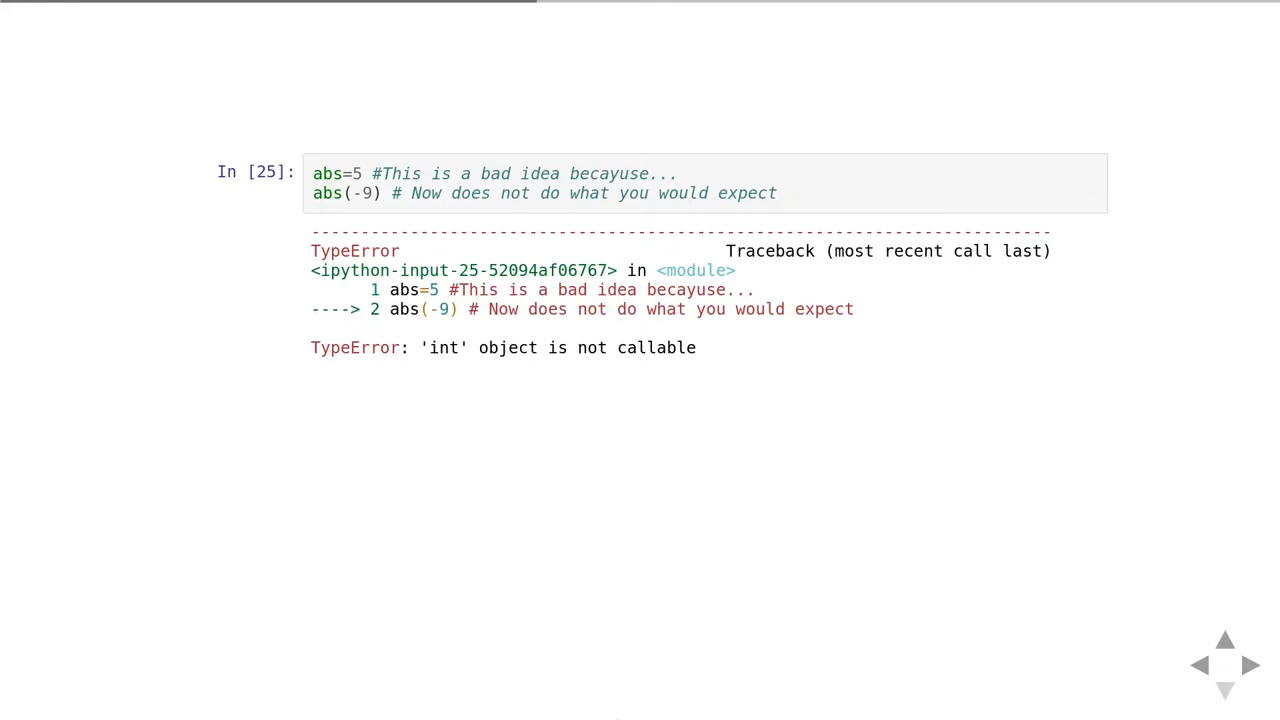 In [25]: abs=5 #This is a bad idea becayuse...
abs(-9) # Now does not do what you would expect
---------------------------------------------------------------------------
TypeError Traceback (most recent call last)
<ipython-input-25-52094af06767> in <module>
1 abs=5 #This is a bad idea becayuse...
----> 2 abs(-9) # Now does not do what you would expect
TypeError: 'int' object is not callable